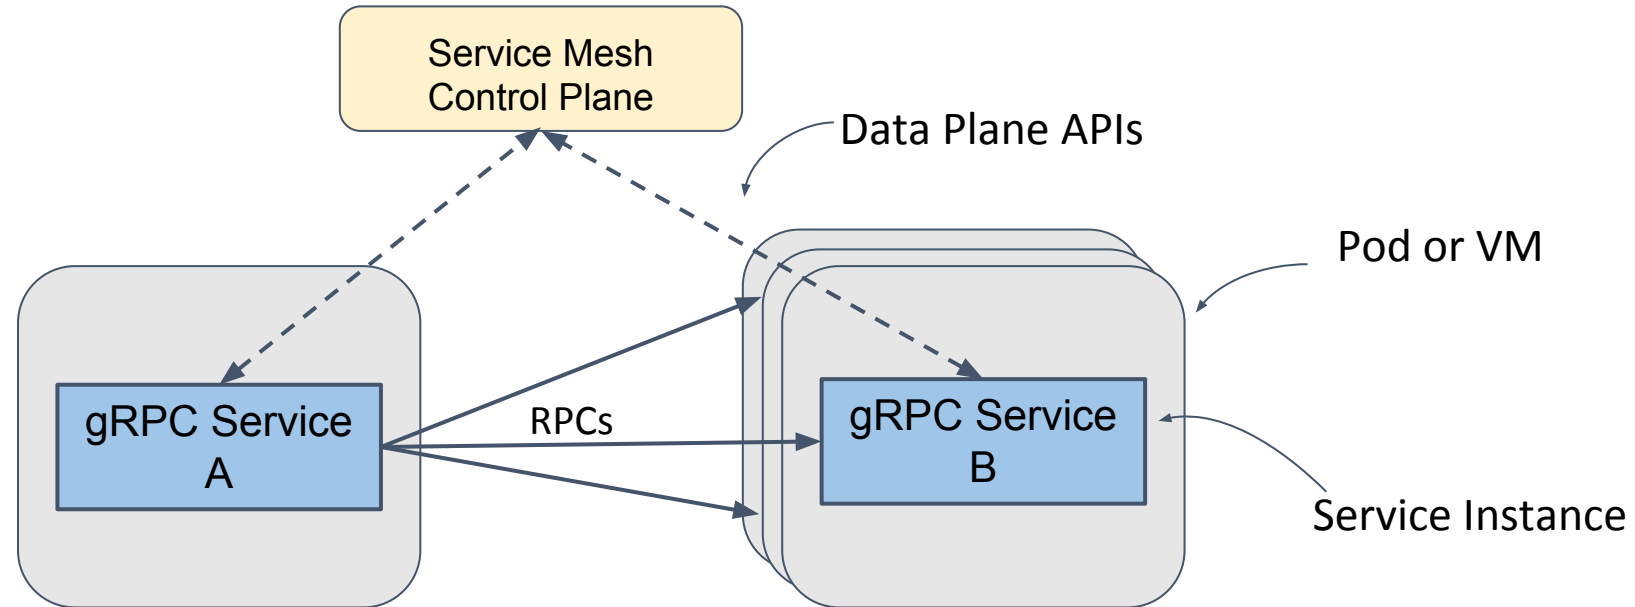 Service Mesh
Control Plane
Data Plane APIs
Pod or VM
gRPC Service
A
RPCs
gRPC Service
B
Service Instance